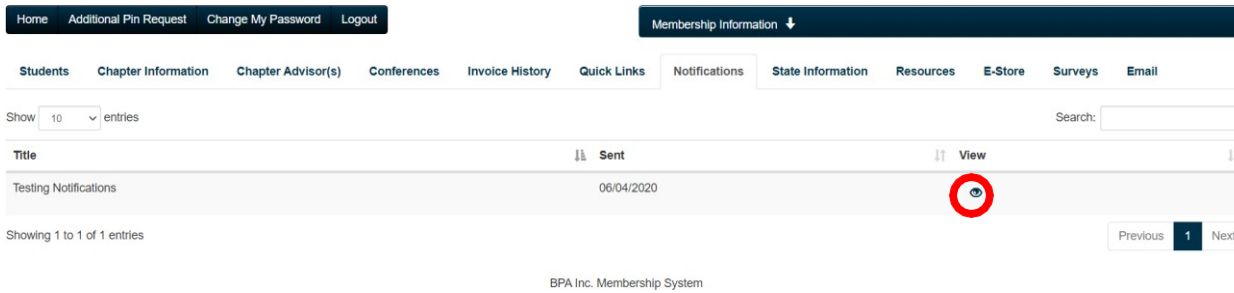 Home Additional Pin Request Change My Password Logout
Membership Information
Students Chapter Information Chapter Advisor(s) Conferences Invoice History Quick Links Notifications State Information Resources E-Store Surveys Email
Show 10 entries Search:
Title Sent View
Testing Notifications 06/04/2020
Showing 1 to 1 of 1 entries Previous 1 Next
BPA Inc. Membership System